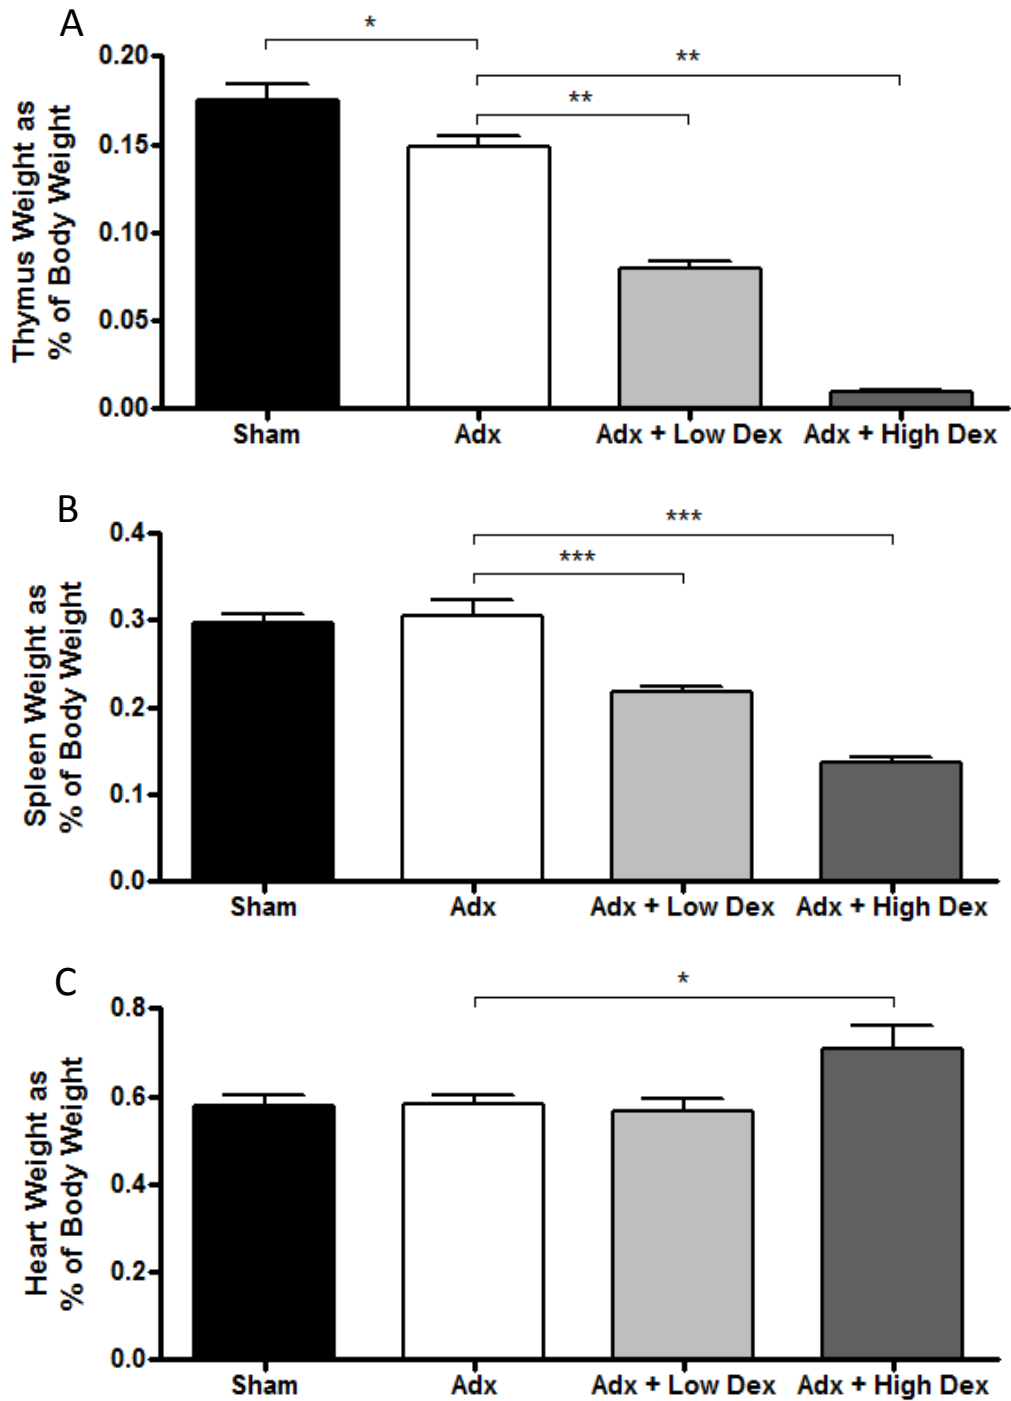 A
*
**
**
0.20
0.15
0.10
0.05
0.00
Thymus Weight as
% of Body Weight
Sham Adx Adx + Low Dex Adx + High Dex
B
***
***
0.4
0.3
0.2
0.1
0.0
Spleen Weight as
% of Body Weight
Sham Adx Adx + Low Dex Adx + High Dex
C
*
0.8
0.6
0.4
0.2
0.0
Heart Weight as
% of Body Weight
Sham Adx Adx + Low Dex Adx + High Dex